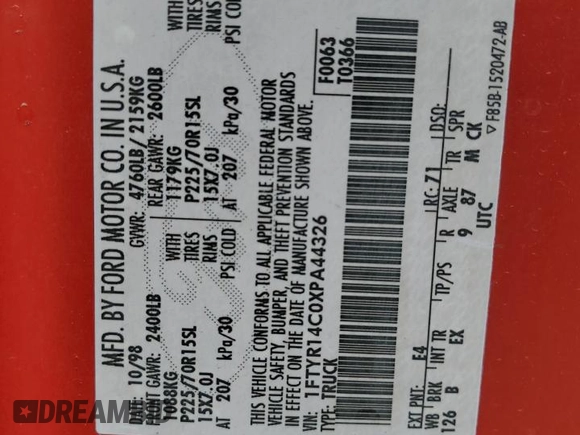 MFD. BY FORD MOTOR CO. IN U.S.A.
DATE: 10/98 GVWR: 4760LB/ 2159KG
FRONT GAWR: 2400LB REAR GAWR: 2600LB
1088KG WITH 1179KG WITH
P225/70R15SL TIRES P225/70R15SL TIRES
15X7.0J RIMS 15X7.0J RIMS
AT 207 kPa/30 PSI COLD AT 207 kPa/30 PSI COLD
THIS VEHICLE CONFORMS TO ALL APPLICABLE FEDERAL MOTOR
VEHICLE SAFETY, BUMPER, AND THEFT PREVENTION STANDARDS
IN EFFECT ON THE DATE OF MANUFACTURE SHOWN ABOVE.
VIN: 1FTYR14C0XPA44326 F0063
TYPE: TRUCK T0366
EXT PNT: E4 RC: 71 DSO:
WB BRK INT TR TP/PS R AXLE TR SPR
126 B EX 9 87 M CK
UTC
▽ F85B-1520472-AB
DREAM